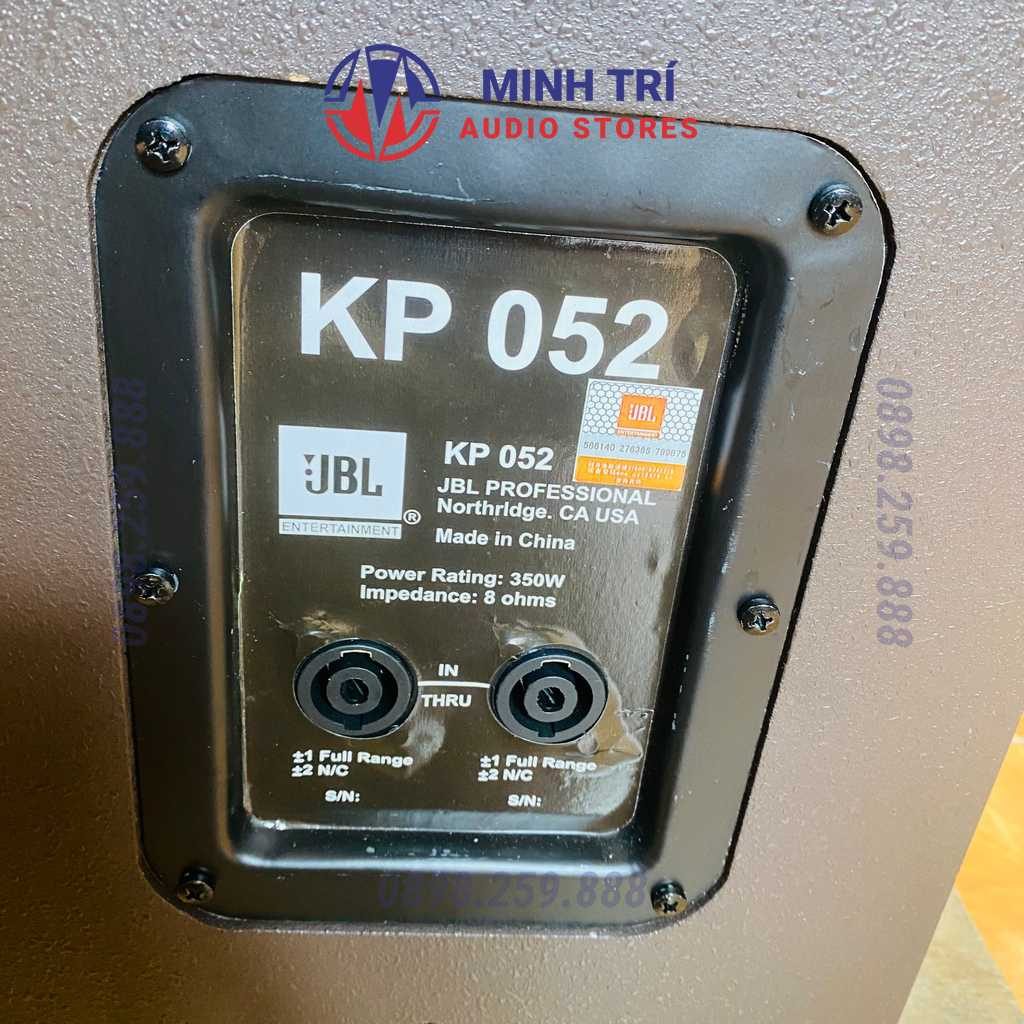 MINH TRÍ
AUDIO STORES
KP 052
JBL
ENTERTAINMENT
JBL
ENTERTAINMENT
®
KP 052
JBL PROFESSIONAL
Northridge. CA USA
Made in China
Power Rating: 350W
Impedance: 8 ohms
IN
THRU
±1 Full Range
±2 N/C
S/N:
±1 Full Range
±2 N/C
S/N:
0898.259.888
0898.259.888
0898.259.888